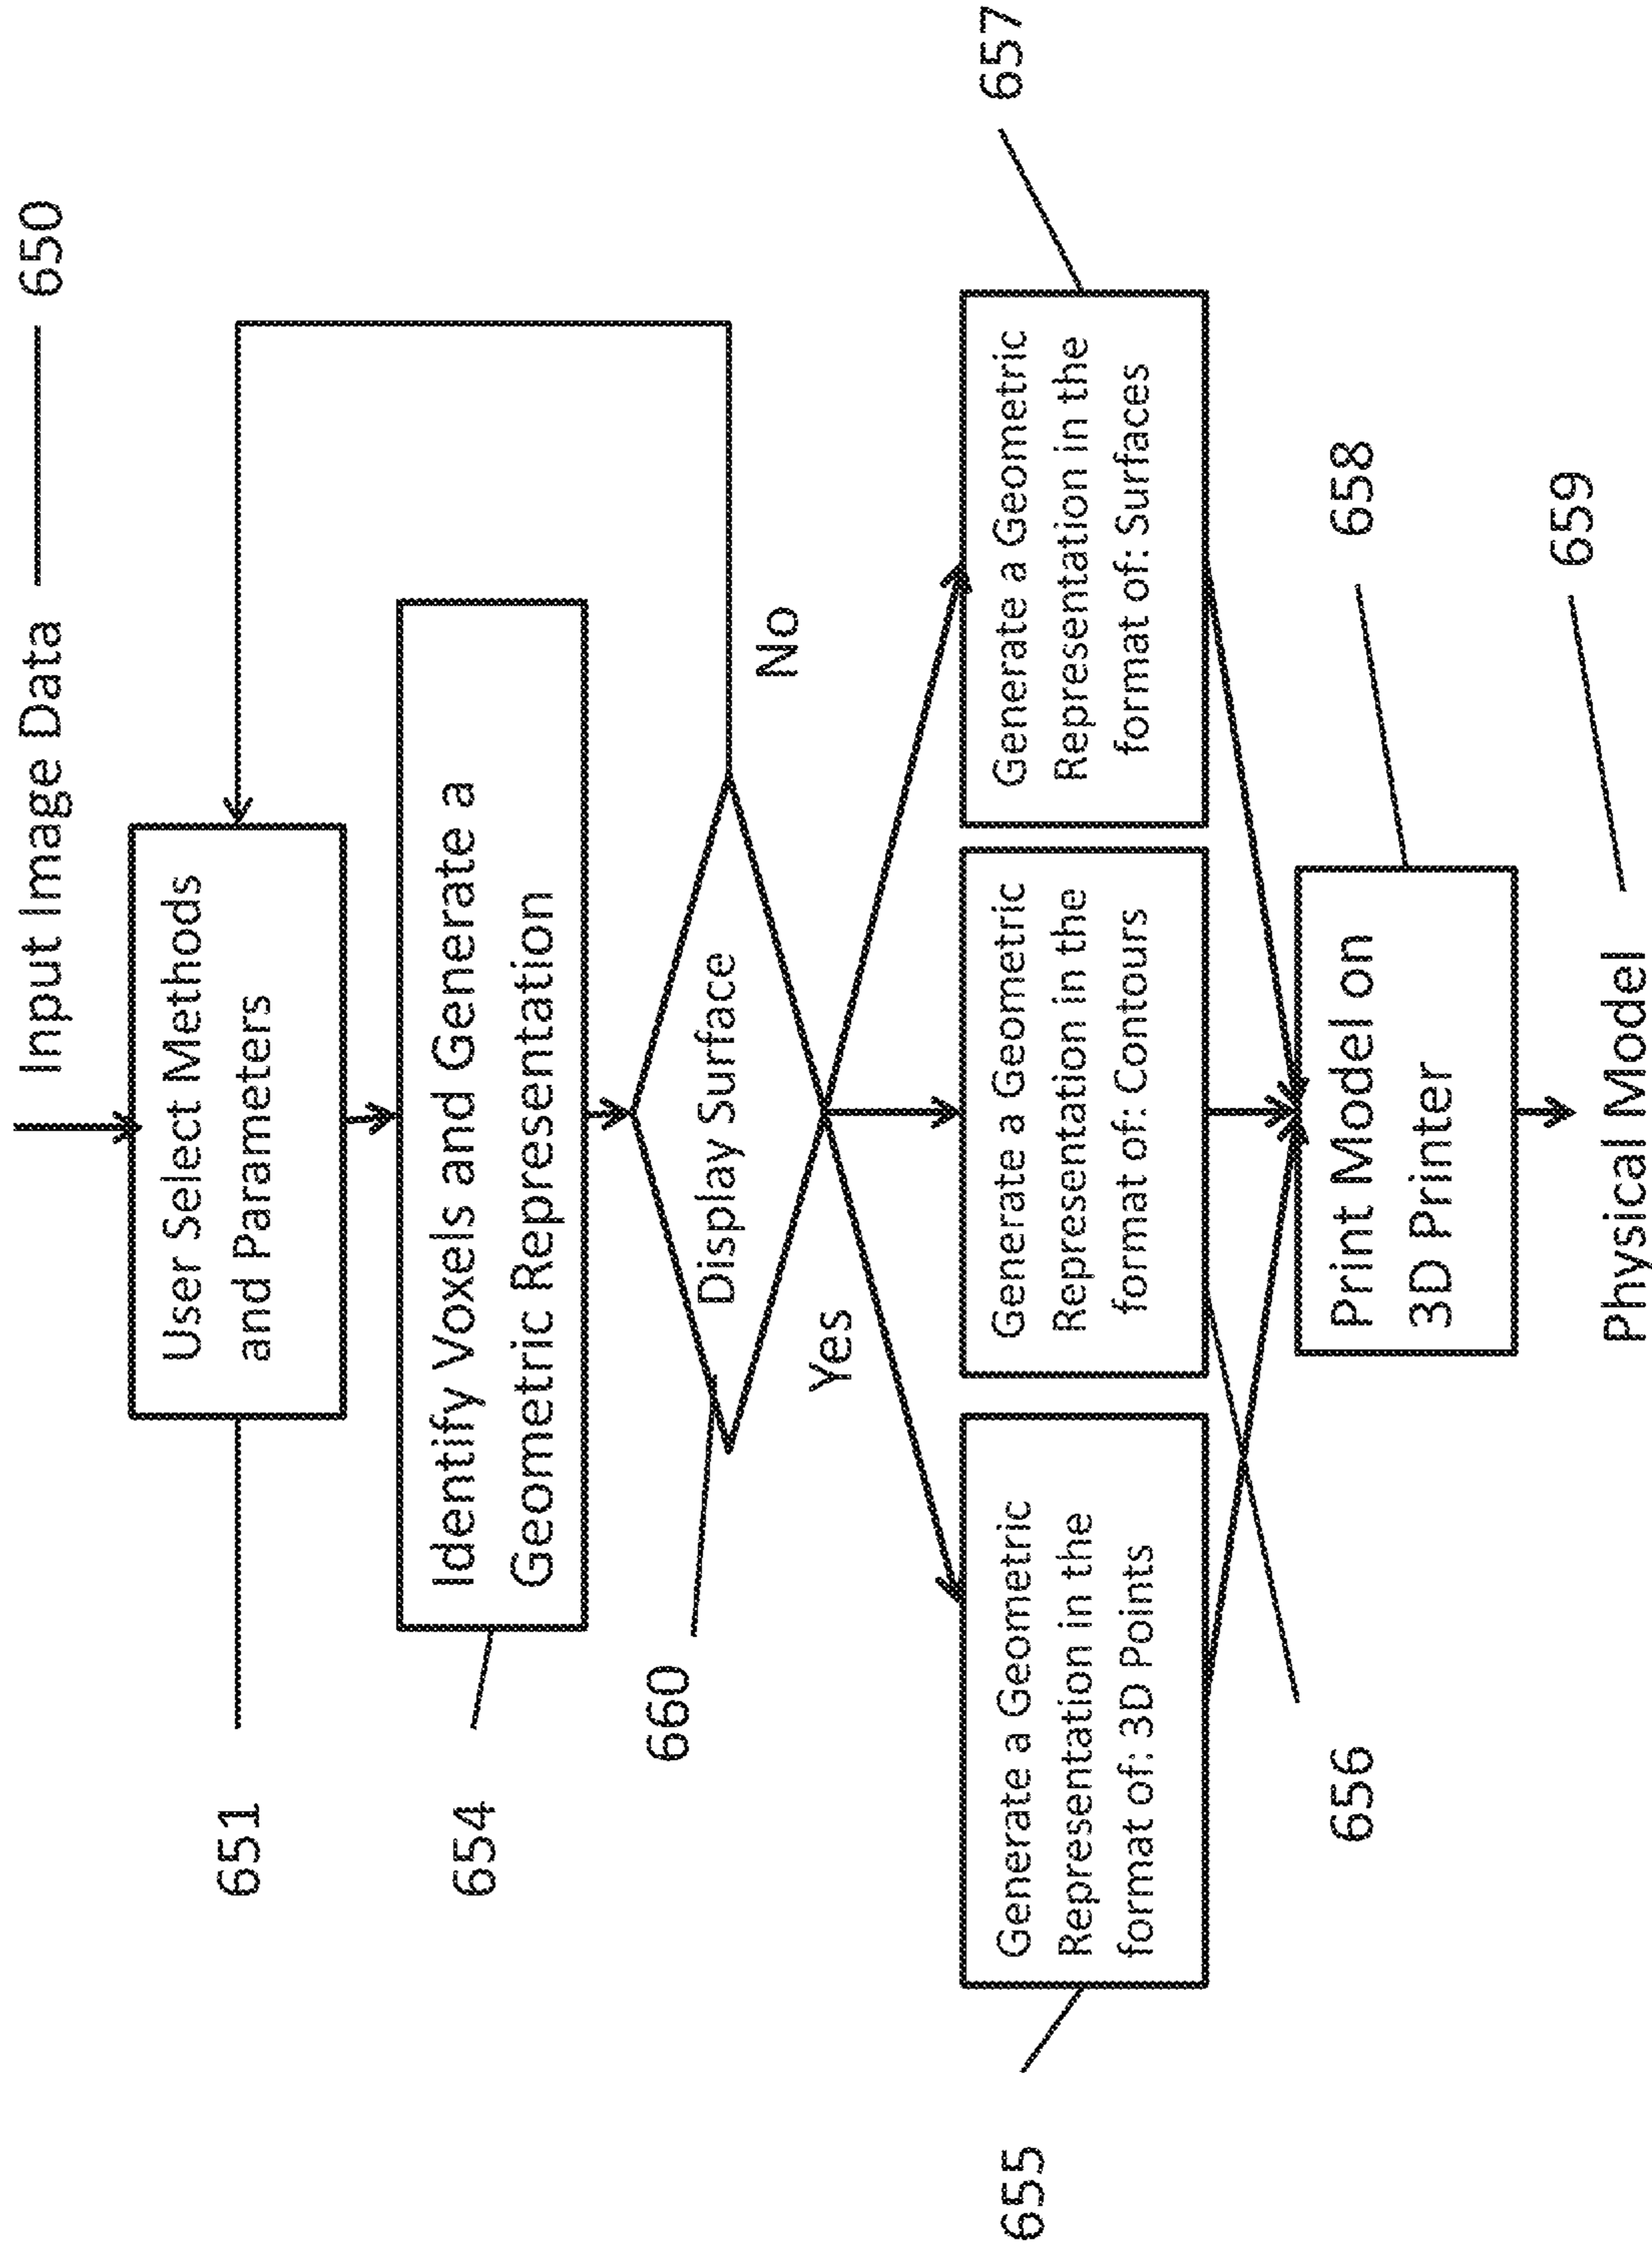 Input Image Data
650
User Select Methods
and Parameters
651
Identify Voxels and Generate a
Geometric Representation
654
Display Surface
660
No
Yes
Generate a Geometric
Representation in the
format of: 3D Points
655
Generate a Geometric
Representation in the
format of: Contours
656
Generate a Geometric
Representation in the
format of: Surfaces
657
Print Model on
3D Printer
658
Physical Model
659